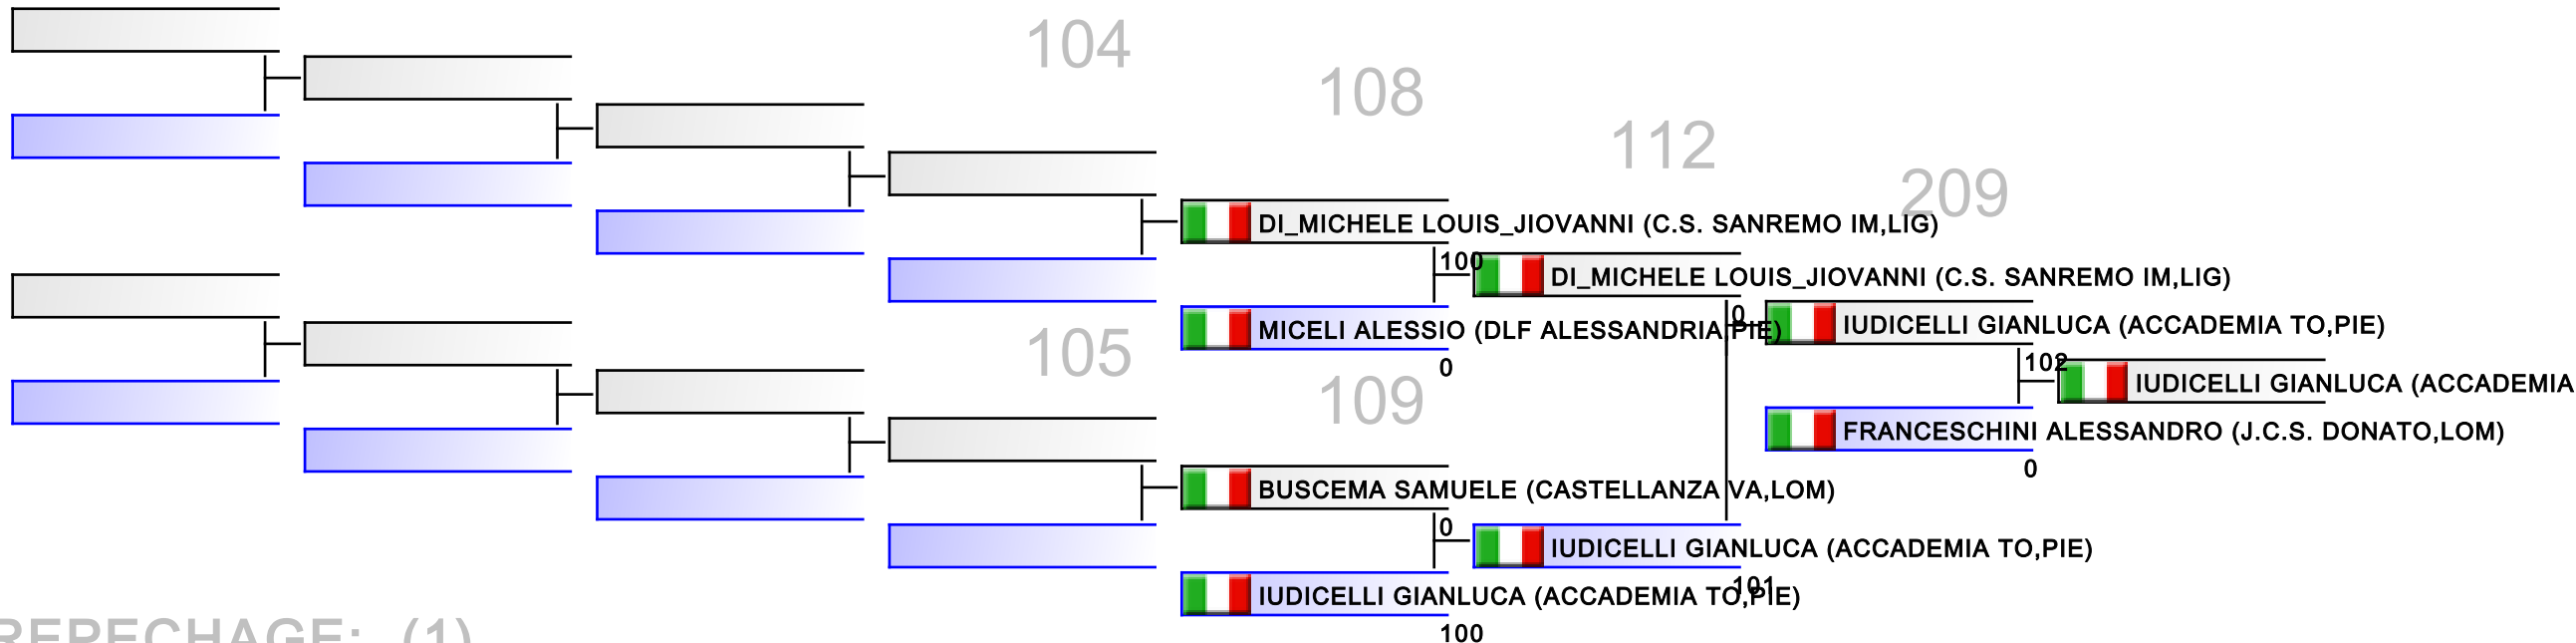 104
108
112
209
DI_MICHELE LOUIS_JIOVANNI (C.S. SANREMO IM,LIG)
100
DI_MICHELE LOUIS_JIOVANNI (C.S. SANREMO IM,LIG)
0
MICELI ALESSIO (DLF ALESSANDRIA,PIE)
0
IUDICELLI GIANLUCA (ACCADEMIA TO,PIE)
102
IUDICELLI GIANLUCA (ACCADEMIA
FRANCESCHINI ALESSANDRO (J.C.S. DONATO,LOM)
0
105
109
BUSCEMA SAMUELE (CASTELLANZA VA,LOM)
0
IUDICELLI GIANLUCA (ACCADEMIA TO,PIE)
101
IUDICELLI GIANLUCA (ACCADEMIA TO,PIE)
100
REPECHAGE: (1)